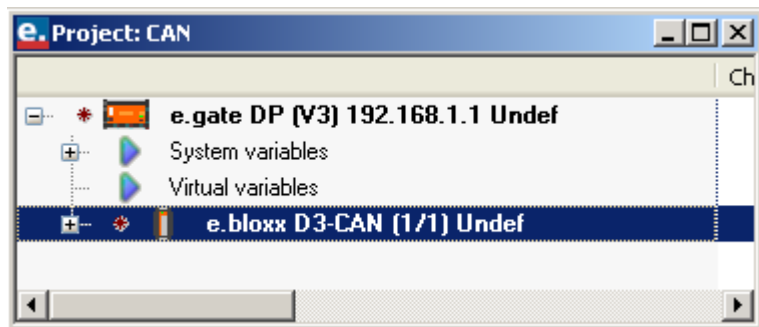 e. Project: CAN
Ch
e.gate DP (V3) 192.168.1.1 Undef
System variables
Virtual variables
e.bloxx D3-CAN (1/1) Undef